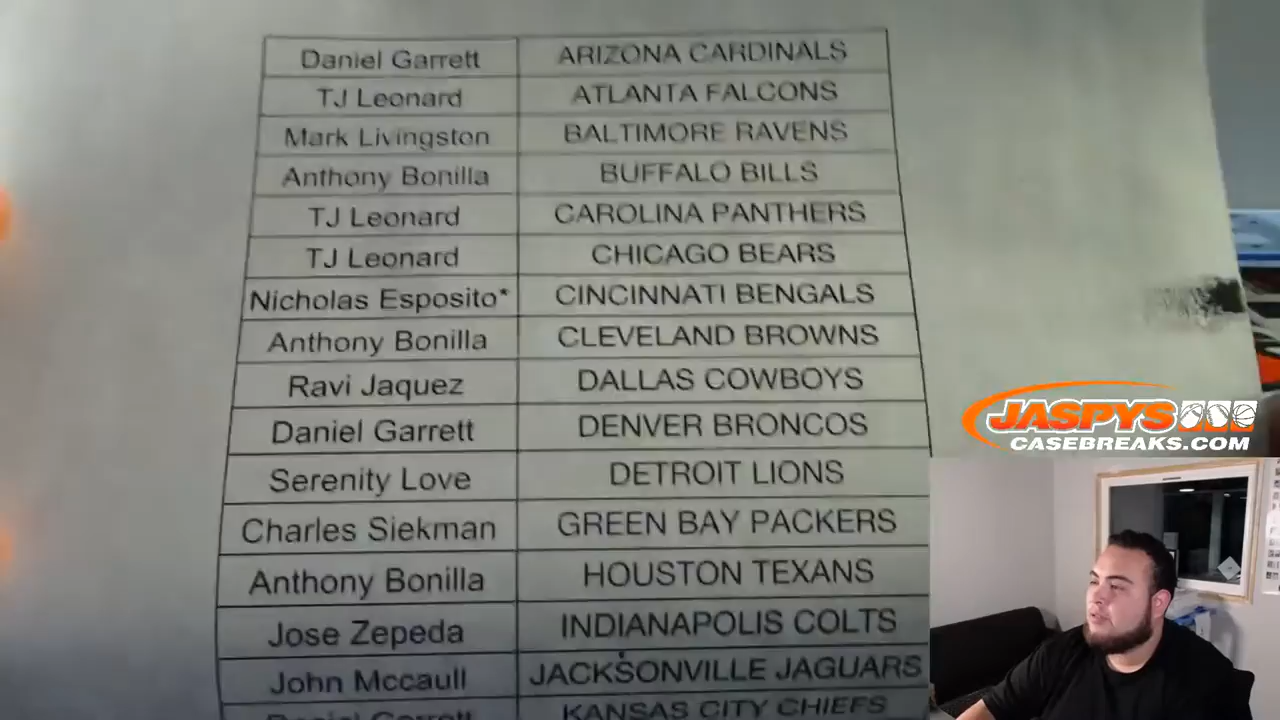 Daniel Garrett ARIZONA CARDINALS
TJ Leonard ATLANTA FALCONS
Mark Livingston BALTIMORE RAVENS
Anthony Bonilla BUFFALO BILLS
TJ Leonard CAROLINA PANTHERS
TJ Leonard CHICAGO BEARS
Nicholas Esposito* CINCINNATI BENGALS
Anthony Bonilla CLEVELAND BROWNS
Ravi Jaquez DALLAS COWBOYS
Daniel Garrett DENVER BRONCOS
Serenity Love DETROIT LIONS
Charles Siekman GREEN BAY PACKERS
Anthony Bonilla HOUSTON TEXANS
Jose Zepeda INDIANAPOLIS COLTS
John Mccaull JACKSONVILLE JAGUARS
Daniel Garrett KANSAS CITY CHIEFS
JASPYS
CASEBREAKS.COM